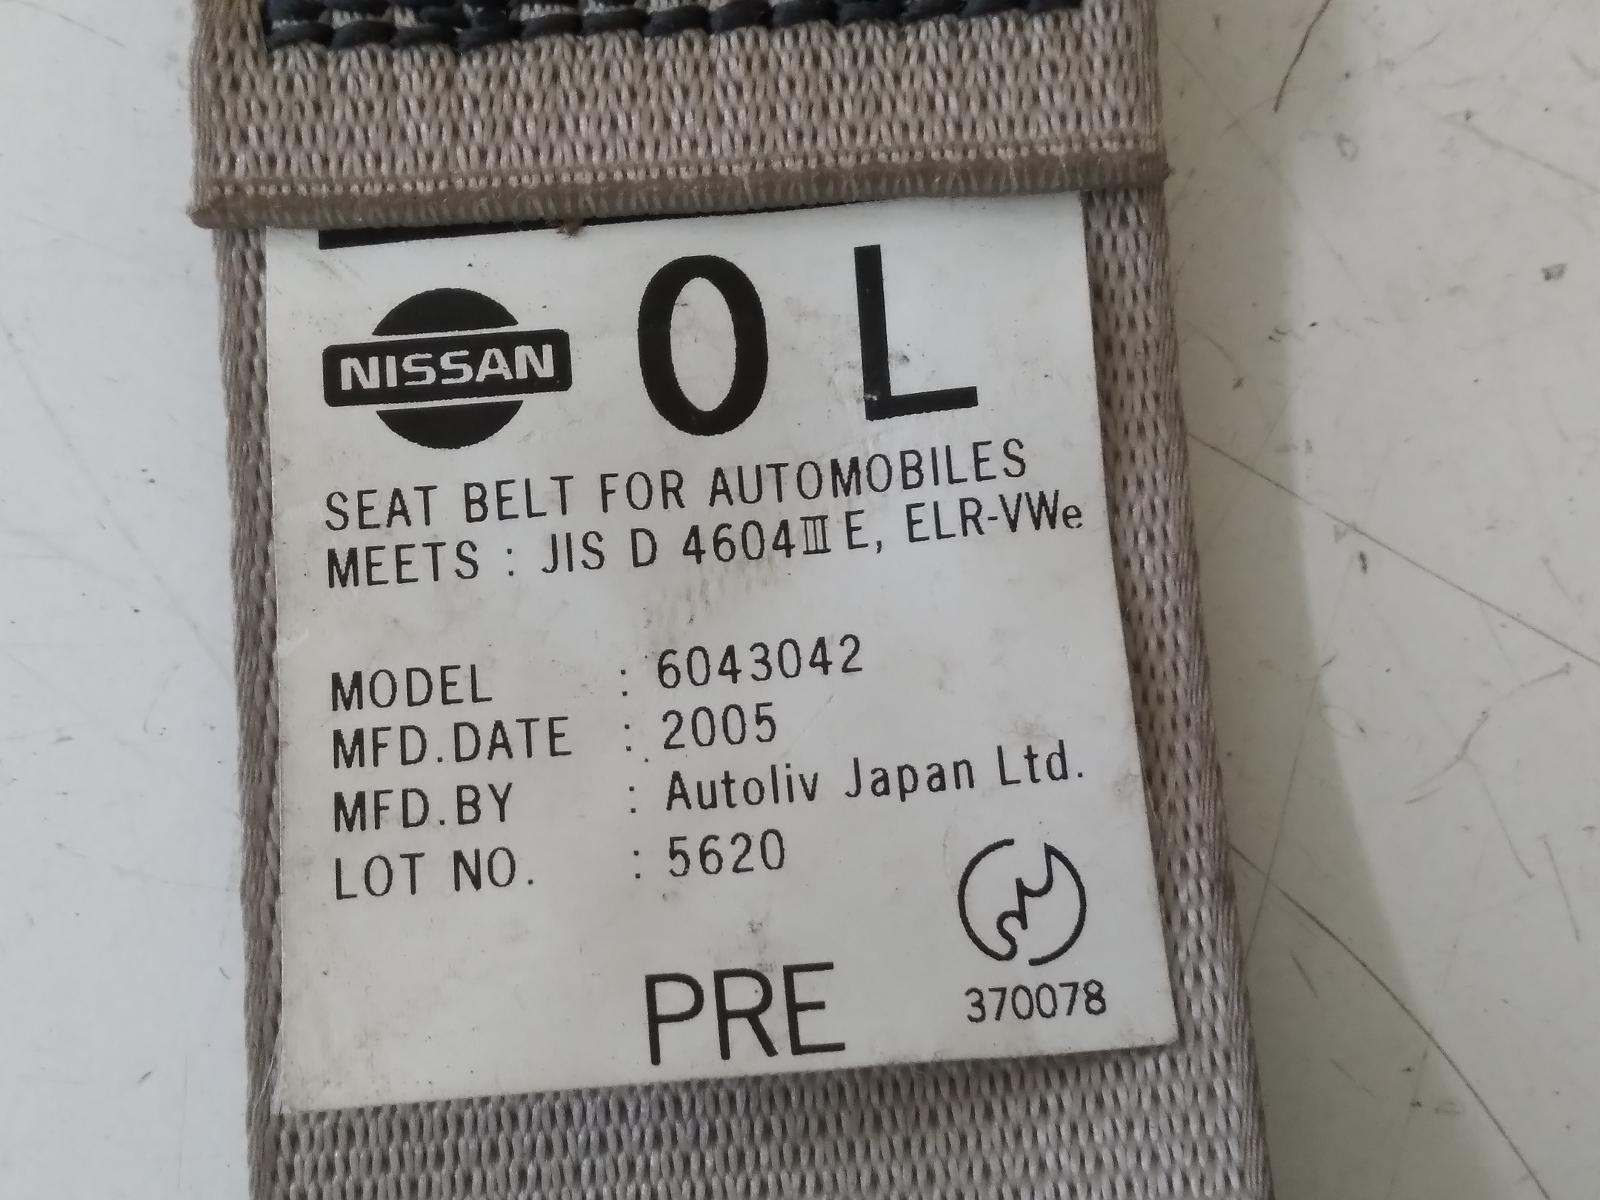 NISSAN
OL
SEAT BELT FOR AUTOMOBILES
MEETS : JIS D 4604Ⅲ E, ELR-VWe
MODEL : 6043042
MFD.DATE : 2005
MFD.BY : Autoliv Japan Ltd.
LOT NO. : 5620
PRE
370078